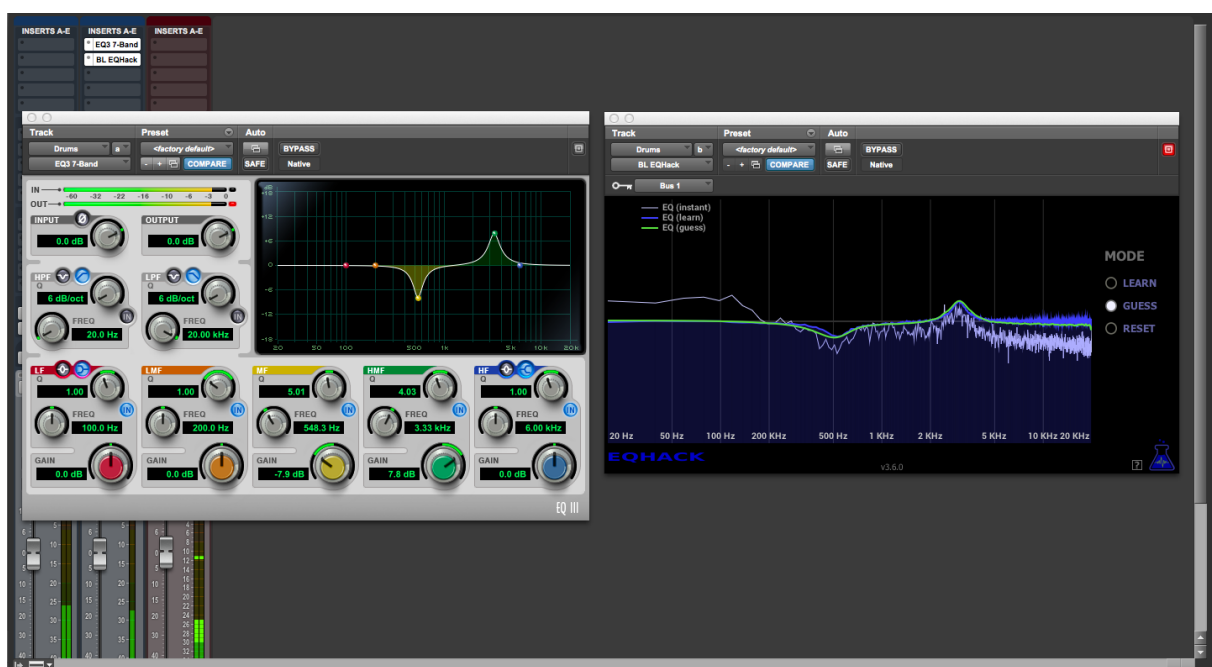 INSERTS A-E INSERTS A-E INSERTS A-E
EQ3 7-Band
BL EQHack
Track Preset Auto
Drums a <factory default> BYPASS
EQ3 7-Band - + COMPARE SAFE Native
IN -60 -32 -22 -16 -10 -6 -3 0
OUT
INPUT OUTPUT
0.0 dB 0.0 dB
HPF LPF
Q Q
6 dB/oct 6 dB/oct
FREQ IN FREQ IN
20.0 Hz 20.00 kHz
dB
+18
+12
+6
0
-6
-12
-18
20 50 100 500 1K 5K 10K 20K
LF LMF MF HMF HF
Q Q Q Q Q
1.00 1.00 5.01 4.03 1.00
IN IN IN IN IN
FREQ FREQ FREQ FREQ FREQ
100.0 Hz 200.0 Hz 548.3 Hz 3.33 kHz 6.00 kHz
GAIN GAIN GAIN GAIN GAIN
0.0 dB 0.0 dB -7.9 dB 7.8 dB 0.0 dB
EQ III
Track Preset Auto
Drums b <factory default> BYPASS
BL EQHack - + COMPARE SAFE Native
Bus 1
EQ (instant)
EQ (learn)
EQ (guess)
MODE
LEARN
GUESS
RESET
20 Hz 50 Hz 100 Hz 200 KHz 500 Hz 1 KHz 2 KHz 5 KHz 10 KHz 20 KHz
EQHACK
v3.6.0
?